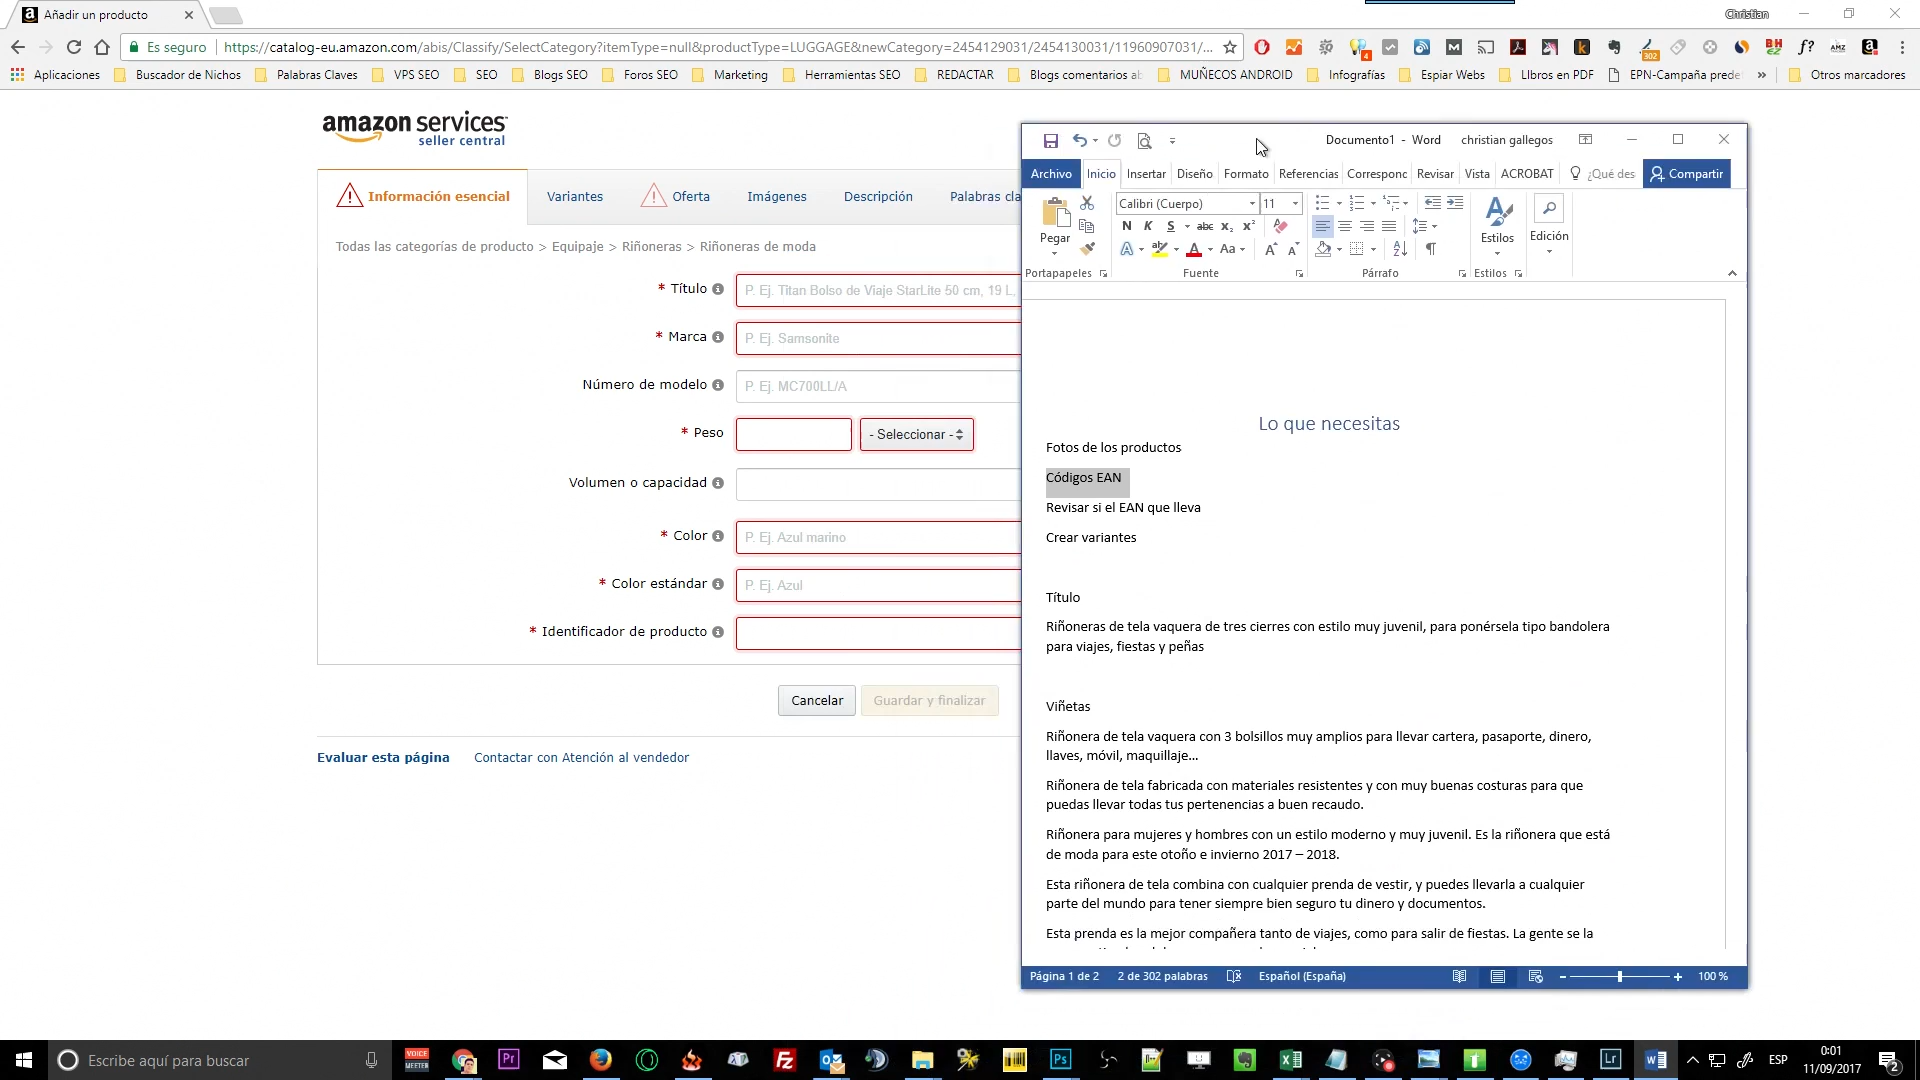 Añadir un producto
Christian
Es seguro
https://catalog-eu.amazon.com/abis/Classify/SelectCategory?itemType=null&productType=LUGGAGE&newCategory=2454129031/2454130031/11960907031/...
Aplicaciones
Buscador de Nichos
Palabras Claves
VPS SEO
SEO
Blogs SEO
Foros SEO
Marketing
Herramientas SEO
REDACTAR
Blogs comentarios ab
MUÑECOS ANDROID
Infografías
Espiar Webs
LIbros en PDF
EPN-Campaña prede
Otros marcadores
amazon services
seller central
Información esencial
Variantes
Oferta
Imágenes
Descripción
Palabras cla
Todas las categorías de producto > Equipaje > Riñoneras > Riñoneras de moda
* Título
P. Ej. Titan Bolso de Viaje StarLite 50 cm, 19 L,
* Marca
P. Ej. Samsonite
Número de modelo
P. Ej. MC700LL/A
* Peso
- Seleccionar -
Volumen o capacidad
* Color
P. Ej. Azul marino
* Color estándar
P. Ej. Azul
* Identificador de producto
Cancelar
Guardar y finalizar
Evaluar esta página
Contactar con Atención al vendedor
Documento1 - Word
christian gallegos
Archivo
Inicio
Insertar
Diseño
Formato
Referencias
Corresponc
Revisar
Vista
ACROBAT
¿Qué des
Compartir
Pegar
Calibri (Cuerpo)
11
N K S abc x₂ x²
Aa
Estilos
Edición
Portapapeles
Fuente
Párrafo
Estilos
Lo que necesitas
Fotos de los productos
Códigos EAN
Revisar si el EAN que lleva
Crear variantes
Título
Riñoneras de tela vaquera de tres cierres con estilo muy juvenil, para ponérsela tipo bandolera
para viajes, fiestas y peñas
Viñetas
Riñonera de tela vaquera con 3 bolsillos muy amplios para llevar cartera, pasaporte, dinero,
llaves, móvil, maquillaje...
Riñonera de tela fabricada con materiales resistentes y con muy buenas costuras para que
puedas llevar todas tus pertenencias a buen recaudo.
Riñonera para mujeres y hombres con un estilo moderno y muy juvenil. Es la riñonera que está
de moda para este otoño e invierno 2017 – 2018.
Esta riñonera de tela combina con cualquier prenda de vestir, y puedes llevarla a cualquier
parte del mundo para tener siempre bien seguro tu dinero y documentos.
Esta prenda es la mejor compañera tanto de viajes, como para salir de fiestas. La gente se la
Página 1 de 2
2 de 302 palabras
Español (España)
100 %
Escribe aquí para buscar
ESP
0:01
11/09/2017